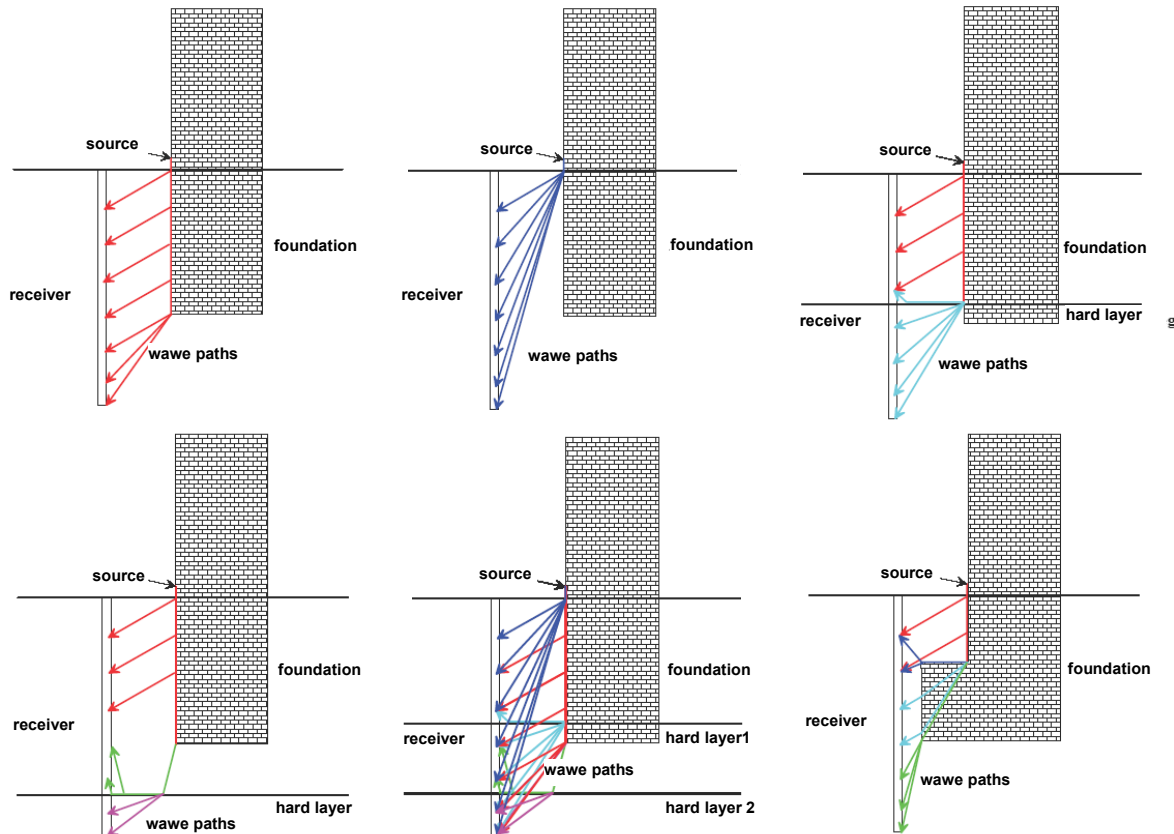 source
foundation
receiver
wawe paths
source
foundation
receiver
wawe paths
source
foundation
receiver
hard layer
wawe paths
source
foundation
receiver
hard layer
wawe paths
source
foundation
receiver
hard layer1
wawe paths
hard layer 2
source
foundation
receiver
wawe paths